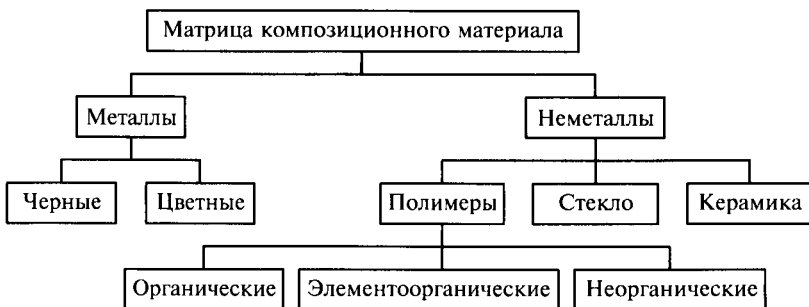 Матрица композиционного материала
Металлы Неметаллы
Черные Цветные Полимеры Стекло Керамика
Органические Элементоорганические Неорганические